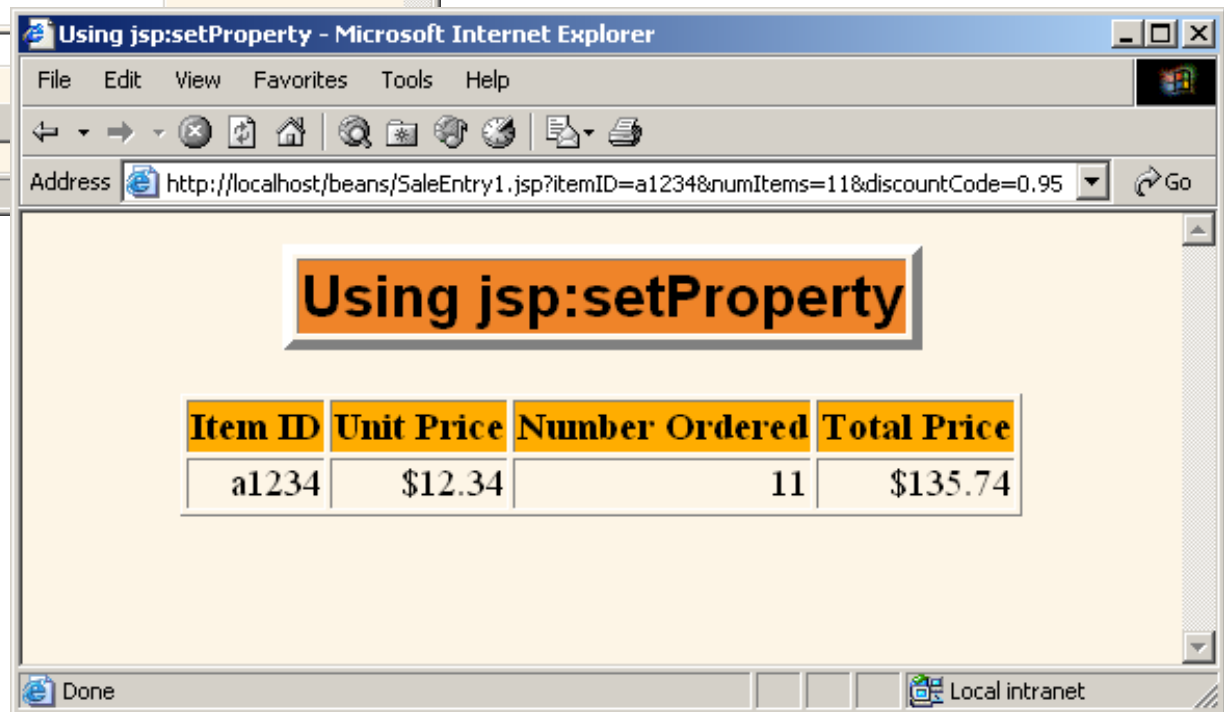 Using jsp:setProperty - Microsoft Internet Explorer
File Edit View Favorites Tools Help
Address http://localhost/beans/SaleEntry1.jsp?itemID=a1234&numItems=11&discountCode=0.95 Go
Using jsp:setProperty
Item ID Unit Price Number Ordered Total Price
a1234 $12.34 11 $135.74
Done Local intranet